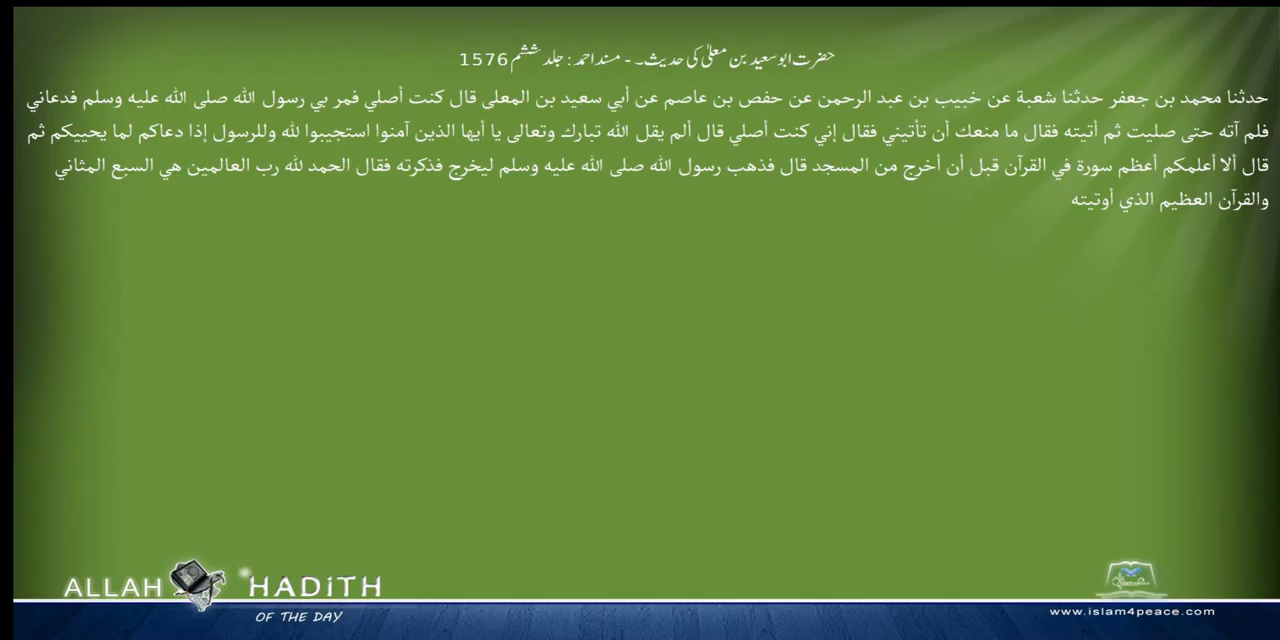 حضرت ابوسعید بن معلٰی کی حدیث۔ - مسند احمد : جلد ششم 1576
حدثنا محمد بن جعفر حدثنا شعبة عن خبيب بن عبد الرحمن عن حفص بن عاصم عن أبي سعيد بن المعلى قال كنت أصلي فمر بي رسول الله صلى الله عليه وسلم فدعاني
فلم آته حتى صليت ثم أتيته فقال ما منعك أن تأتيني فقال إني كنت أصلي قال ألم يقل الله تبارك وتعالى يا أيها الذين آمنوا استجيبوا لله وللرسول إذا دعاكم لما يحييكم ثم
قال ألا أعلمكم أعظم سورة في القرآن قبل أن أخرج من المسجد قال فذهب رسول الله صلى الله عليه وسلم ليخرج فذكرته فقال الحمد لله رب العالمين هي السبع المثاني
والقرآن العظيم الذي أوتيته
ALLAH HADITH
OF THE DAY
www.islam4peace.com